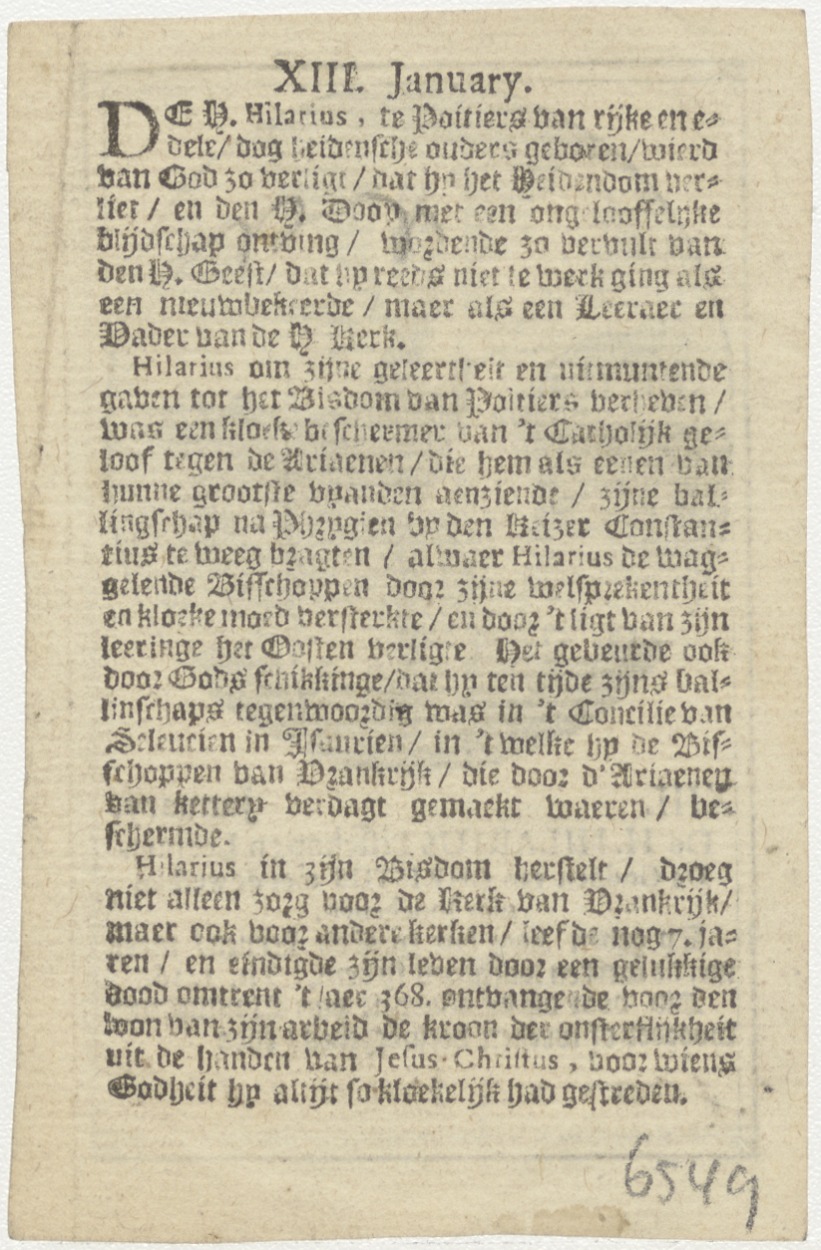 XIII. January.
DE H. Hilarius, te Poitiers van rijke en e-
dele/ dog heidensche ouders geboren/ wierd
van God zo verligt / dat hy het Heidendom ver-
liet / en den H. Doop met een ongelooffelyke
blijdschap ontving / wordende zo vervult van
den H. Geest/ dat hy reeds niet te werk ging als
een nieuwbekeerde / maer als een Leeraer en
Vader van de H Kerk.
Hilarius om zijne geleertheit en uitmuntende
gaven tot het Bisdom van Poitiers verheven /
was een kloek beschermer van 't Catholijk ge-
loof tegen de Ariaenen / die hem als eenen van
hunne grootste vyanden aenziende / zijne bal-
lingschap na Phrygien by den Keizer Constan-
tius te weeg bragten / alwaer Hilarius de wag-
gelende Bisschoppen door zijne welsprekentheit
en kloeke moed versterkte / en door 't ligt van zijn
leeringe het Oosten verligte Het gebeurde ook
door Gods schikkinge/ dat hy ten tijde zijns bal-
linschaps tegenwoordig was in 't Concilie van
Seleucien in Isaurien / in 't welke hy de Bis-
schoppen van Vrankrijk / die door d'Ariaenen
van kettery verdagt gemaekt waeren / be-
schermde.
Hilarius in zijn Bisdom herstelt / droeg
niet alleen zorg voor de Kerk van Vrankrijk/
maer ook voor andere kerken / leefde nog 7. ja-
ren / en eindigde zijn leven door een gelukkige
dood omtrent 't jaer 368. ontvangende voor den
loon van zijn arbeid de kroon der onsterflykheit
uit de handen van Jesus-Christus, voor wiens
Godheit hy altijt so kloekelijk had gestreden.
6549